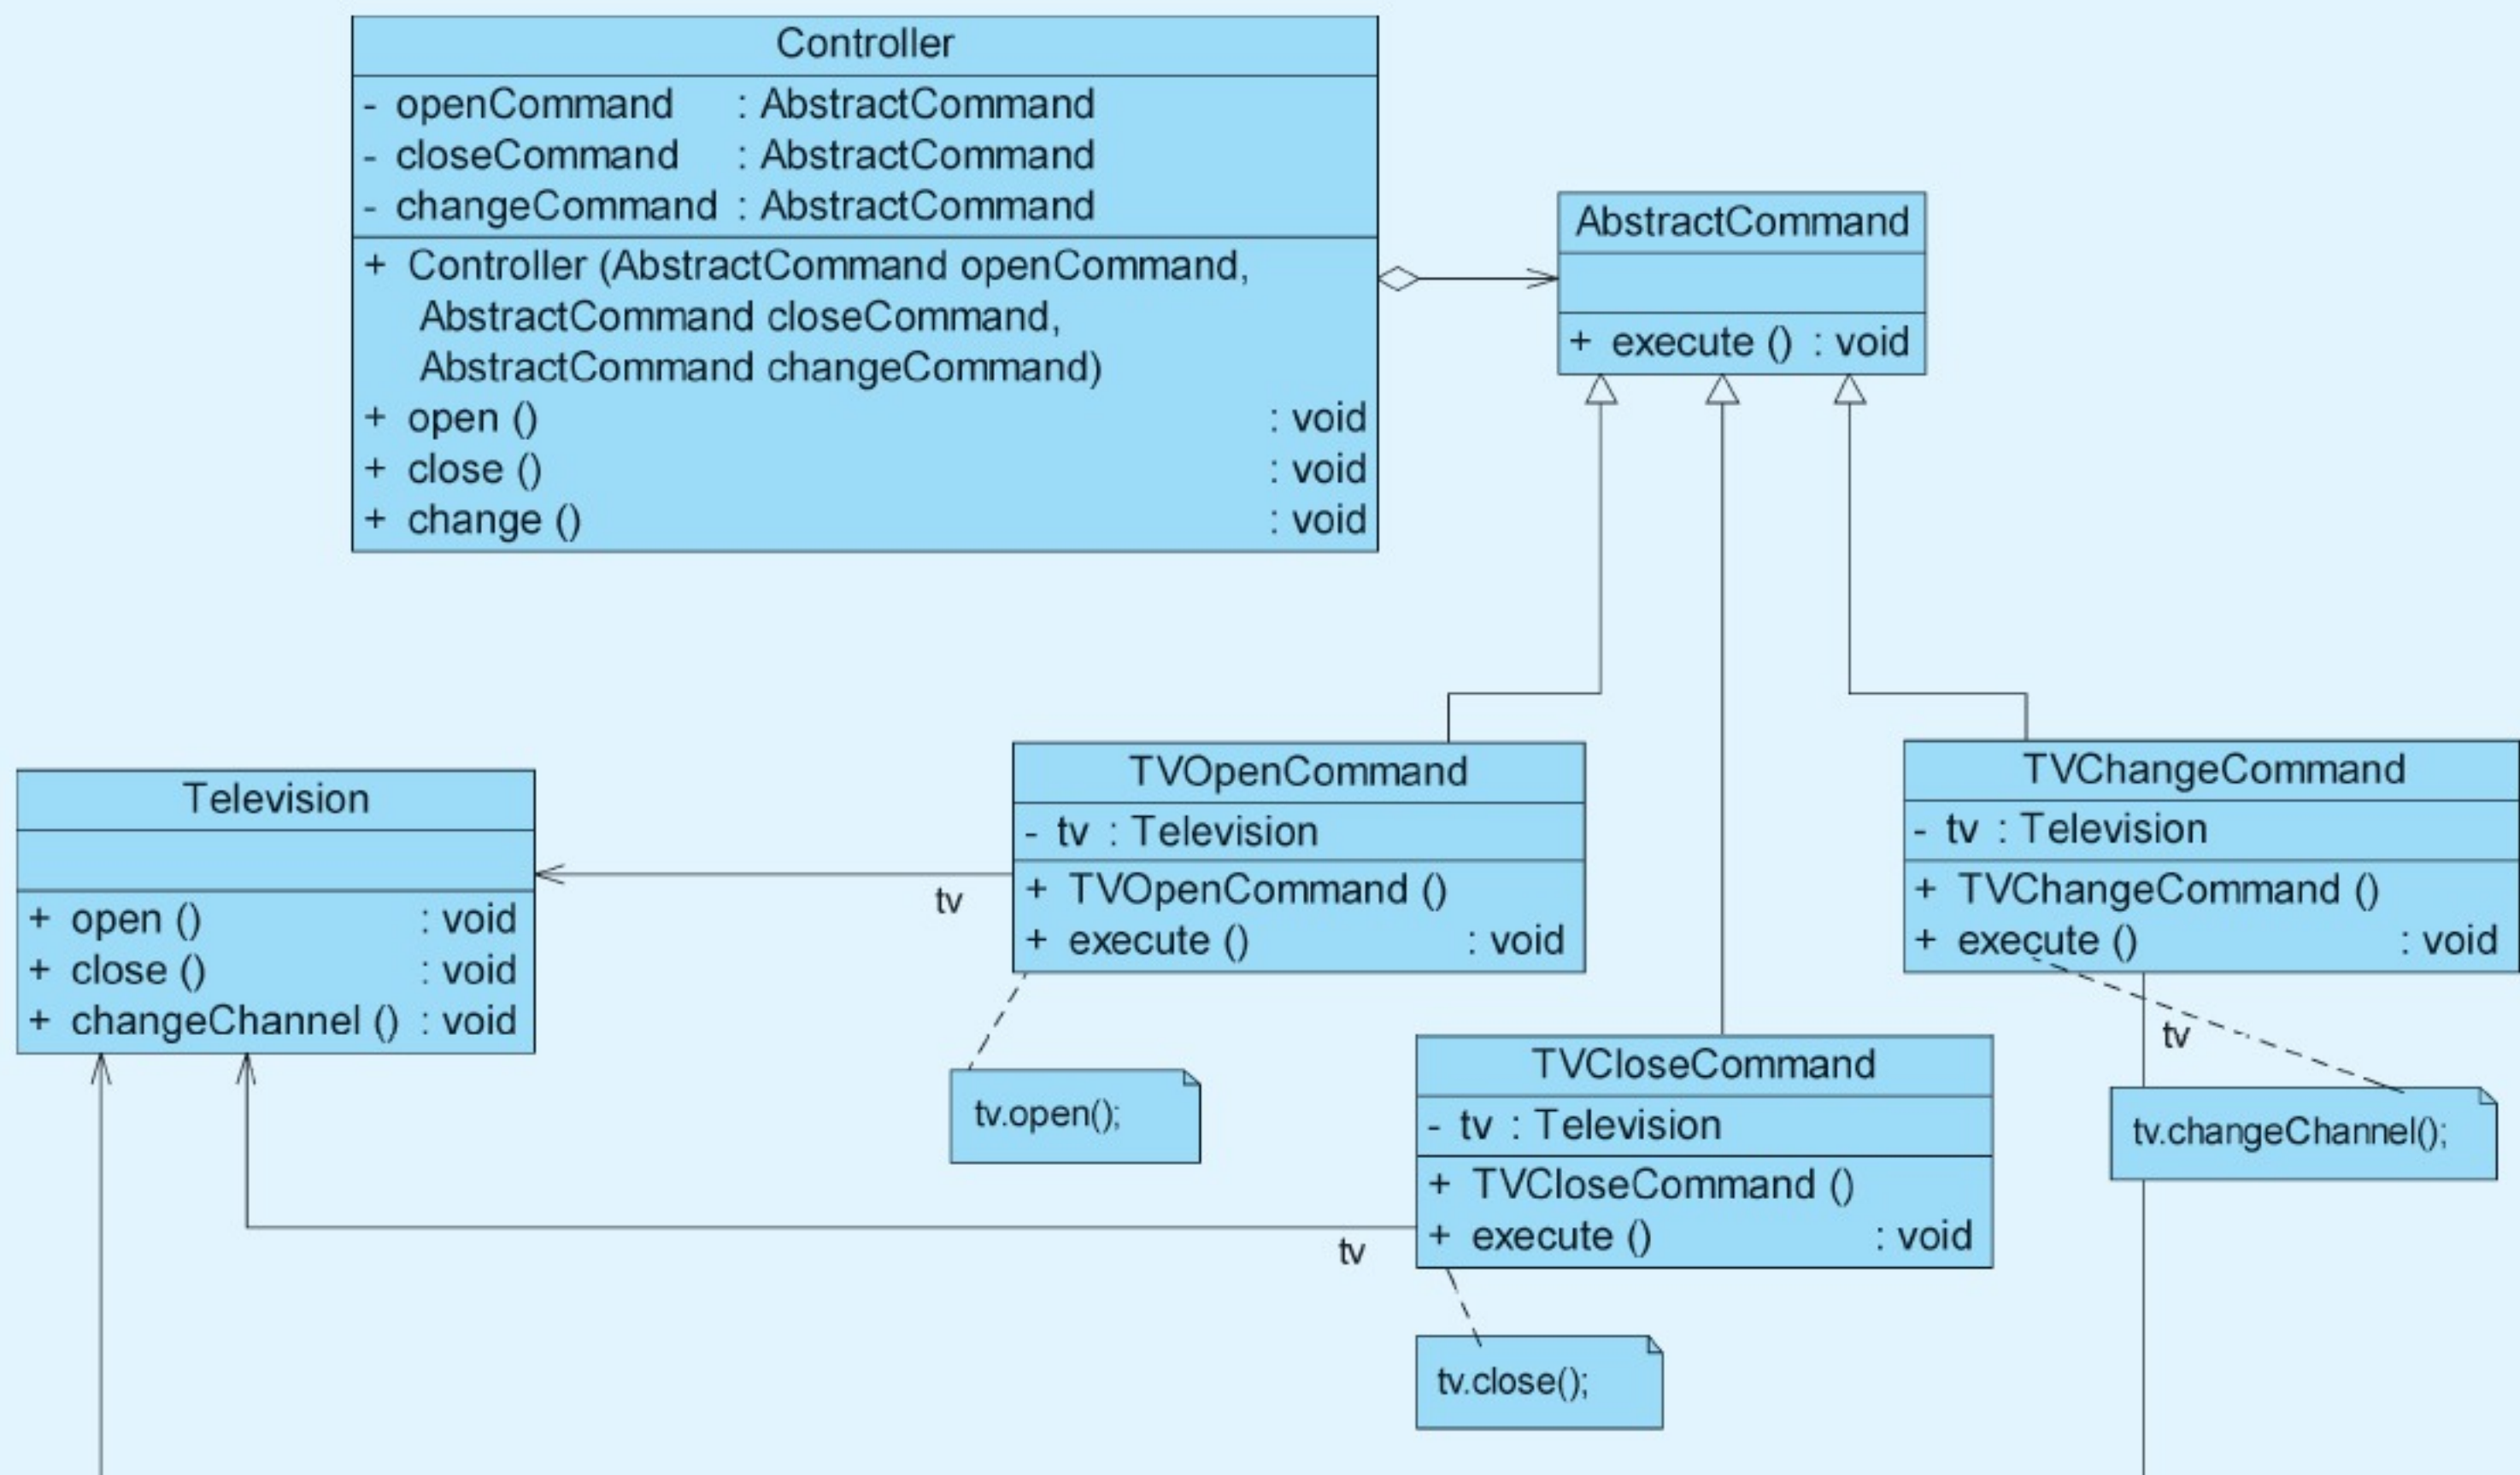 Controller
- openCommand : AbstractCommand
- closeCommand : AbstractCommand
- changeCommand : AbstractCommand
+ Controller (AbstractCommand openCommand,
AbstractCommand closeCommand,
AbstractCommand changeCommand)
+ open () : void
+ close () : void
+ change () : void
AbstractCommand
+ execute () : void
Television
+ open () : void
+ close () : void
+ changeChannel () : void
tv
TVOpenCommand
- tv : Television
+ TVOpenCommand ()
+ execute () : void
tv.open();
TVChangeCommand
- tv : Television
+ TVChangeCommand ()
+ execute () : void
tv
tv.changeChannel();
TVCloseCommand
- tv : Television
+ TVCloseCommand ()
+ execute () : void
tv
tv.close();